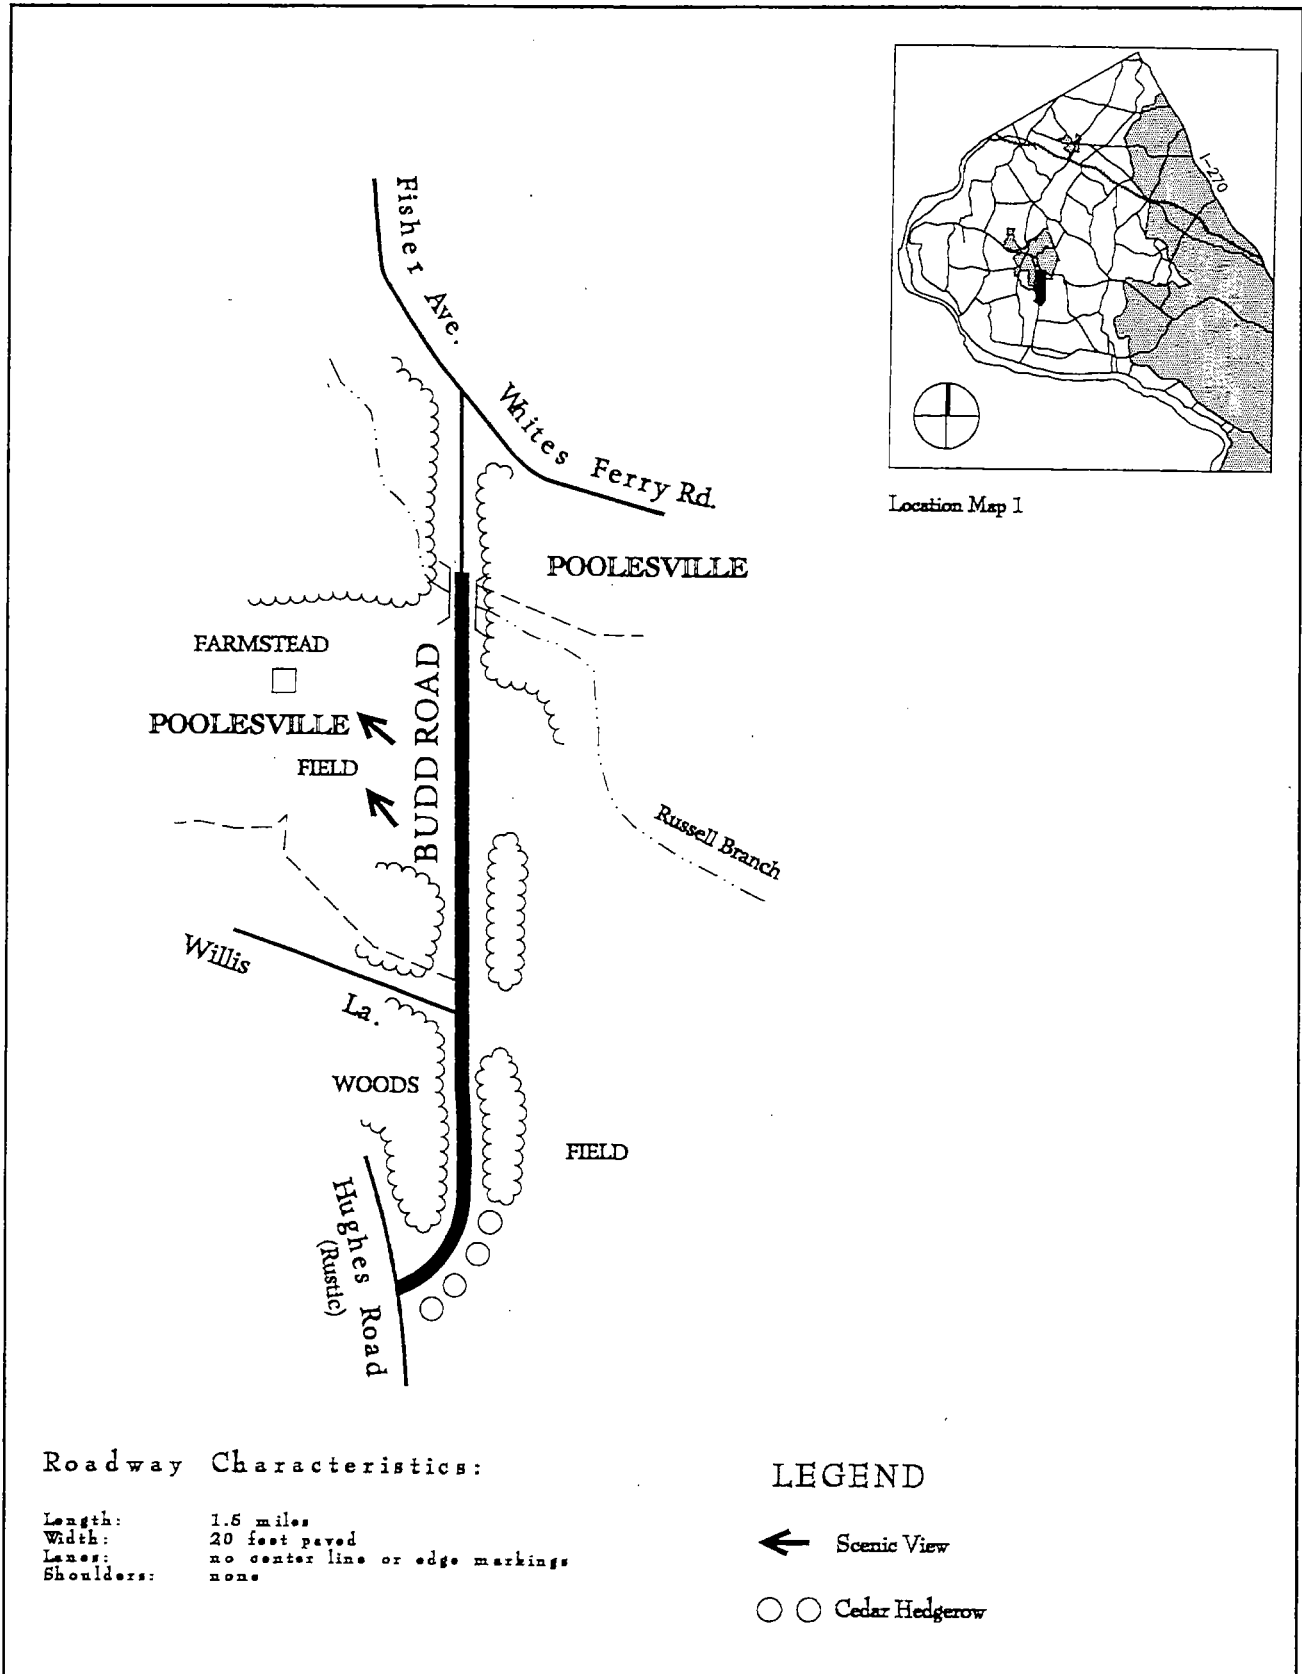 I-270
Location Map 1
Fisher Ave.
Whites Ferry Rd.
POOLESVILLE
FARMSTEAD
POOLESVILLE
FIELD
BUDD ROAD
Russell Branch
Willis La.
WOODS
FIELD
Hughes Road
(Rustic)
Roadway Characteristics:
Length: 1.5 miles
Width: 20 feet paved
Lanes: no center line or edge markings
Shoulders: none
LEGEND
Scenic View
Cedar Hedgerow